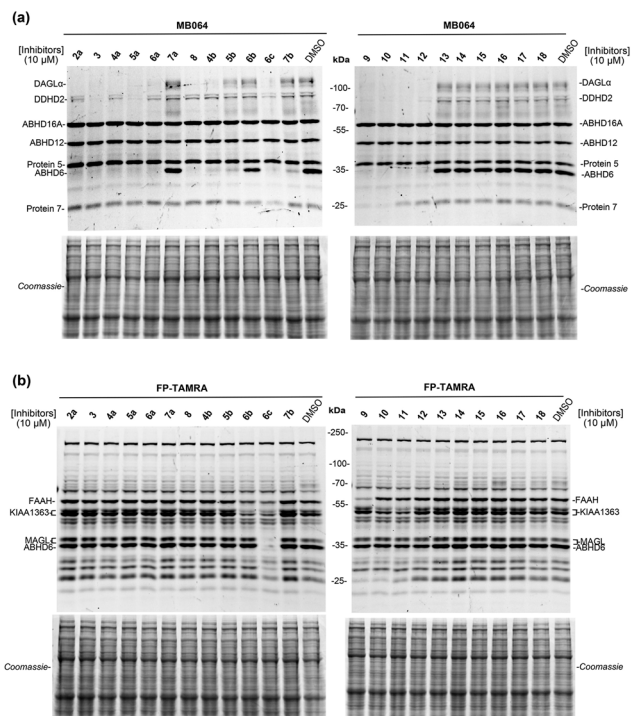 (a)
MB064
MB064
[Inhibitors]
(10 μM)
2a 3 4a 5a 6a 7a 8 4b 5b 6b 6c 7b DMSO
kDa
9 10 11 12 13 14 15 16 17 18 DMSO
[Inhibitors]
(10 μM)
DAGLα-
-100-
-DAGLα
DDHD2-
-DDHD2
-70-
ABHD16A-
-ABHD16A
-55-
ABHD12-
-ABHD12
Protein 5-
-Protein 5
ABHD6-
-35-
-ABHD6
Protein 7-
-25-
-Protein 7
Coomassie-
-Coomassie
(b)
FP-TAMRA
FP-TAMRA
[Inhibitors]
(10 μM)
2a 3 4a 5a 6a 7a 8 4b 5b 6b 6c 7b DMSO
kDa
9 10 11 12 13 14 15 16 17 18 DMSO
[Inhibitors]
(10 μM)
-250-
-100-
-70-
FAAH-
-FAAH
-55-
KIAA1363-
-KIAA1363
MAGL-
-MAGL
ABHD6-
-35-
-ABHD6
-25-
Coomassie-
-Coomassie